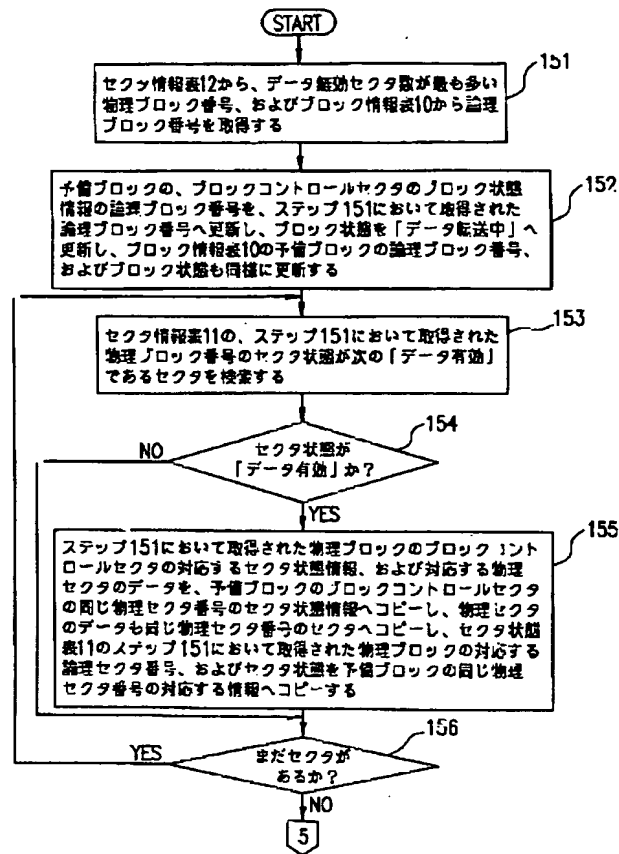 START
151
セクタ情報表12から、データ無効セクタ数が最も多い
物理ブロック番号、およびブロック情報表10から論理
ブロック番号を取得する
152
予備ブロックの、ブロックコントロールセクタのブロック状態
情報の論理ブロック番号を、ステップ151において取得された
論理ブロック番号へ更新し、ブロック状態を「データ転送中」へ
更新し、ブロック情報表10の予備ブロックの論理ブロック番号、
およびブロック状態も同様に更新する
153
セクタ情報表11の、ステップ151において取得された
物理ブロック番号のセクタ状態が次の「データ有効」
であるセクタを検索する
154
セクタ状態が
「データ有効」か?
NO
YES
155
ステップ151において取得された物理ブロックのブロックコント
ロールセクタの対応するセクタ状態情報、および対応する物理
セクタのデータを、予備ブロックのブロックコントロールセクタ
の同じ物理セクタ番号のセクタ状態情報へコピーし、物理セクタ
のデータも同じ物理セクタ番号のセクタへコピーし、セクタ状態
表11のステップ151において取得された物理ブロックの対応する
論理セクタ番号、およびセクタ状態を予備ブロックの同じ物理
セクタ番号の対応する情報へコピーする
156
YES
まだセクタが
あるか?
NO
5